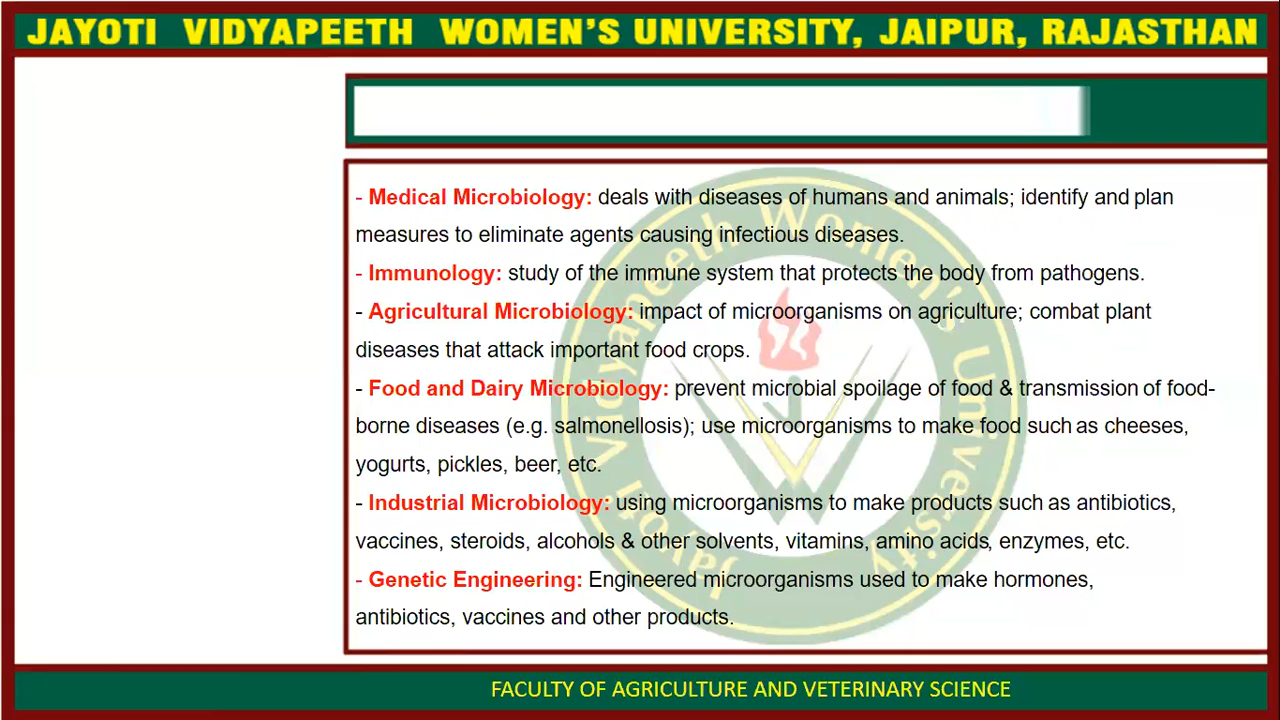 JAYOTI VIDYAPEETH WOMEN'S UNIVERSITY, JAIPUR, RAJASTHAN
- Medical Microbiology: deals with diseases of humans and animals; identify and plan
measures to eliminate agents causing infectious diseases.
- Immunology: study of the immune system that protects the body from pathogens.
- Agricultural Microbiology: impact of microorganisms on agriculture; combat plant
diseases that attack important food crops.
- Food and Dairy Microbiology: prevent microbial spoilage of food & transmission of food-
borne diseases (e.g. salmonellosis); use microorganisms to make food such as cheeses,
yogurts, pickles, beer, etc.
- Industrial Microbiology: using microorganisms to make products such as antibiotics,
vaccines, steroids, alcohols & other solvents, vitamins, amino acids, enzymes, etc.
- Genetic Engineering: Engineered microorganisms used to make hormones,
antibiotics, vaccines and other products.
Jayoti Vidyapeeth Women's University
FACULTY OF AGRICULTURE AND VETERINARY SCIENCE